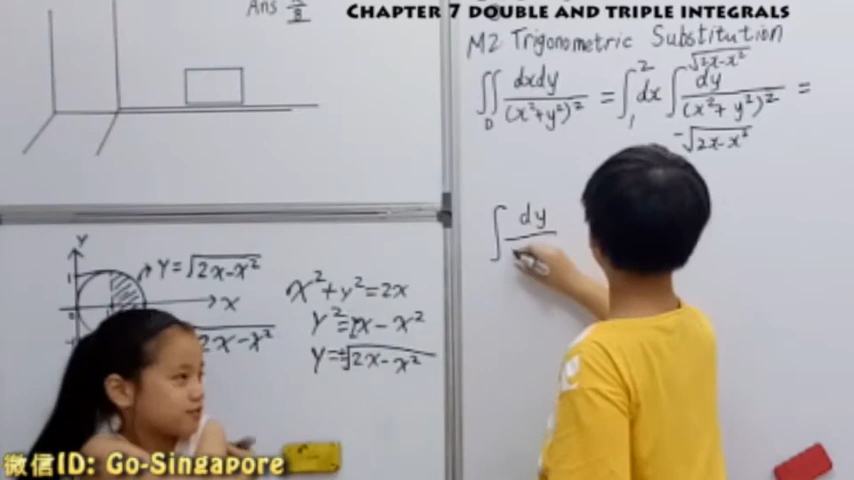 CHAPTER 7 DOUBLE AND TRIPLE INTEGRALS
Ans
8
M2 Trigonometric Substitution
∬_D dxdy/(x²+y²)² = ∫_1^2 dx ∫_{-√(2x-x²)}^{√(2x-x²)} dy/(x²+y²)² =
∫ dy
Y
1
Y=√(2x-x²)
x
2x-x²
x²+y²=2x
y²=2x-x²
y=±√(2x-x²)
微信ID: Go-Singapore